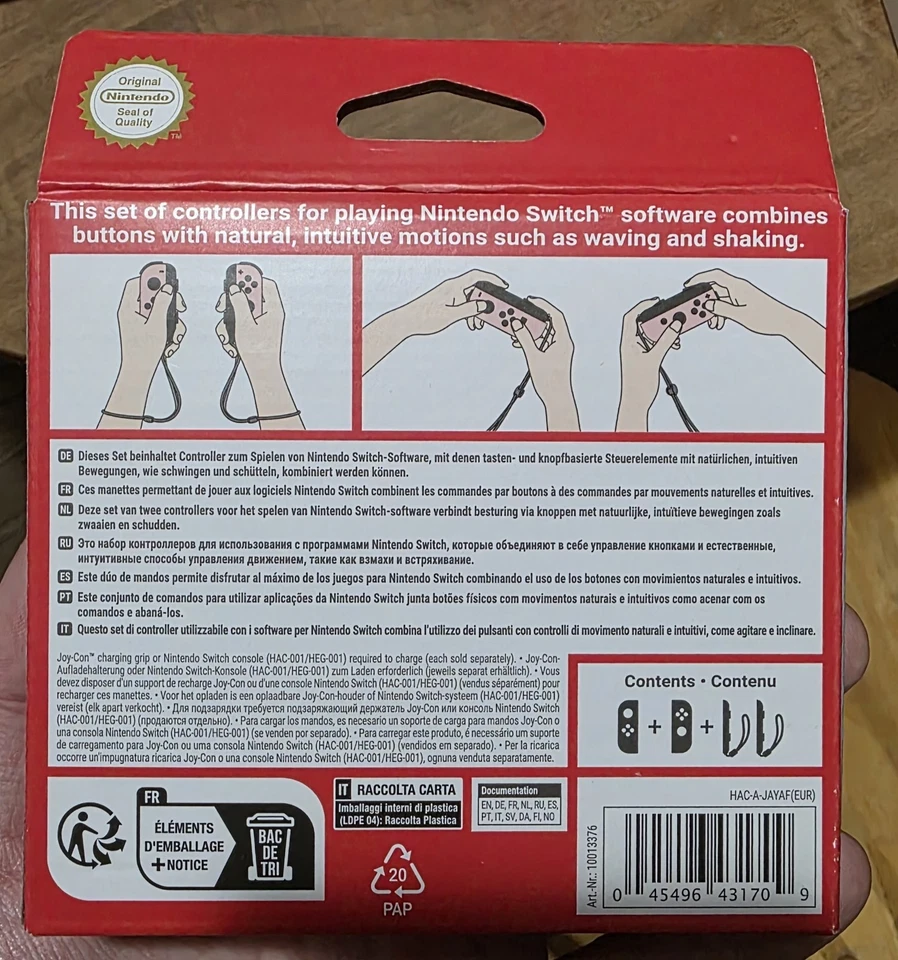 Original
Nintendo
Seal of
Quality
TM
This set of controllers for playing Nintendo Switch™ software combines
buttons with natural, intuitive motions such as waving and shaking.
DE Dieses Set beinhaltet Controller zum Spielen von Nintendo Switch-Software, mit denen tasten- und knopfbasierte Steuerelemente mit natürlichen, intuitiven
Bewegungen, wie schwingen und schütteln, kombiniert werden können.
FR Ces manettes permettant de jouer aux logiciels Nintendo Switch combinent les commandes par boutons à des commandes par mouvements naturelles et intuitives.
NL Deze set van twee controllers voor het spelen van Nintendo Switch-software verbindt besturing via knoppen met natuurlijke, intuïtieve bewegingen zoals
zwaaien en schudden.
RU Это набор контроллеров для использования с программами Nintendo Switch, которые объединяют в себе управление кнопками и естественные,
интуитивные способы управления движением, такие как взмахи и встряхивание.
ES Este dúo de mandos permite disfrutar al máximo de los juegos para Nintendo Switch combinando el uso de los botones con movimientos naturales e intuitivos.
PT Este conjunto de comandos para utilizar aplicações da Nintendo Switch junta botões físicos com movimentos naturais e intuitivos como acenar com os
comandos e abaná-los.
IT Questo set di controller utilizzabile con i software per Nintendo Switch combina l'utilizzo dei pulsanti con controlli di movimento naturali e intuitivi, come agitare e inclinare.
Joy-Con™ charging grip or Nintendo Switch console (HAC-001/HEG-001) required to charge (each sold separately). • Joy-Con-
Aufladehalterung oder Nintendo Switch-Konsole (HAC-001/HEG-001) zum Laden erforderlich (jeweils separat erhältlich). • Vous
devez disposer d'un support de recharge Joy-Con ou d'une console Nintendo Switch (HAC-001/HEG-001) (vendus séparément) pour
recharger ces manettes. • Voor het opladen is een oplaadbare Joy-Con-houder of Nintendo Switch-systeem (HAC-001/HEG-001)
vereist (elk apart verkocht). • Для подзарядки требуется подзаряжающий держатель Joy-Con или консоль Nintendo Switch
(HAC-001/HEG-001) (продаются отдельно). • Para cargar los mandos, es necesario un soporte de carga para mandos Joy-Con o
una consola Nintendo Switch (HAC-001/HEG-001) (se venden por separado). • Para carregar este produto, é necessário um suporte
de carregamento para Joy-Con ou uma consola Nintendo Switch (HAC-001/HEG-001) (vendidos em separado). • Per la ricarica
occorre un'impugnatura ricarica Joy-Con o una console Nintendo Switch (HAC-001/HEG-001), ognuna venduta separatamente.
Contents • Contenu
FR
ÉLÉMENTS
D'EMBALLAGE
+NOTICE
BAC
DE
TRI
IT RACCOLTA CARTA
Imballaggi interni di plastica
(LDPE 04): Raccolta Plastica
Documentation
EN, DE, FR, NL, RU, ES,
PT, IT, SV, DA, FI, NO
20
PAP
HAC-A-JAYAF(EUR)
Art.-Nr.: 10013376
0 45496 43170 9